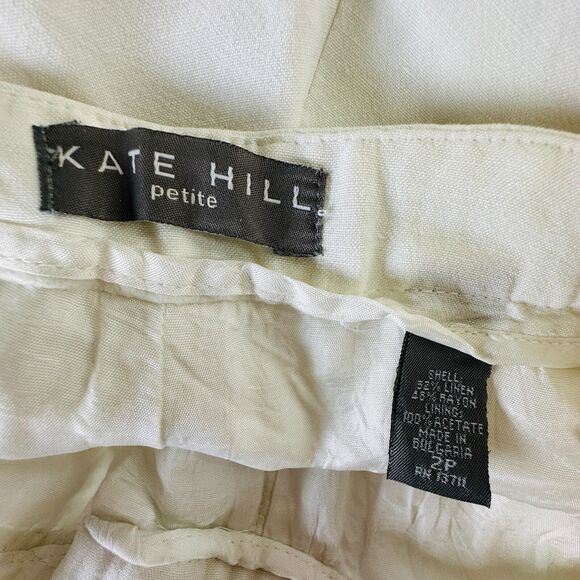 KATE HILL
petite
SHELL:
52% LINEN
48% RAYON
LINING:
100% ACETATE
MADE IN
BULGARIA
2P
RN 13711